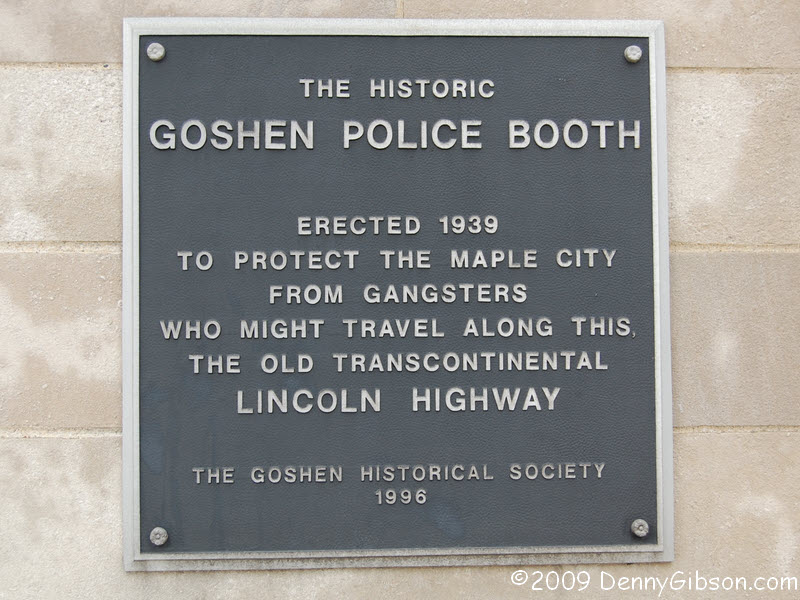 THE HISTORIC
GOSHEN POLICE BOOTH
ERECTED 1939
TO PROTECT THE MAPLE CITY
FROM GANGSTERS
WHO MIGHT TRAVEL ALONG THIS,
THE OLD TRANSCONTINENTAL
LINCOLN HIGHWAY
THE GOSHEN HISTORICAL SOCIETY
1996
©2009 DennyGibson.com